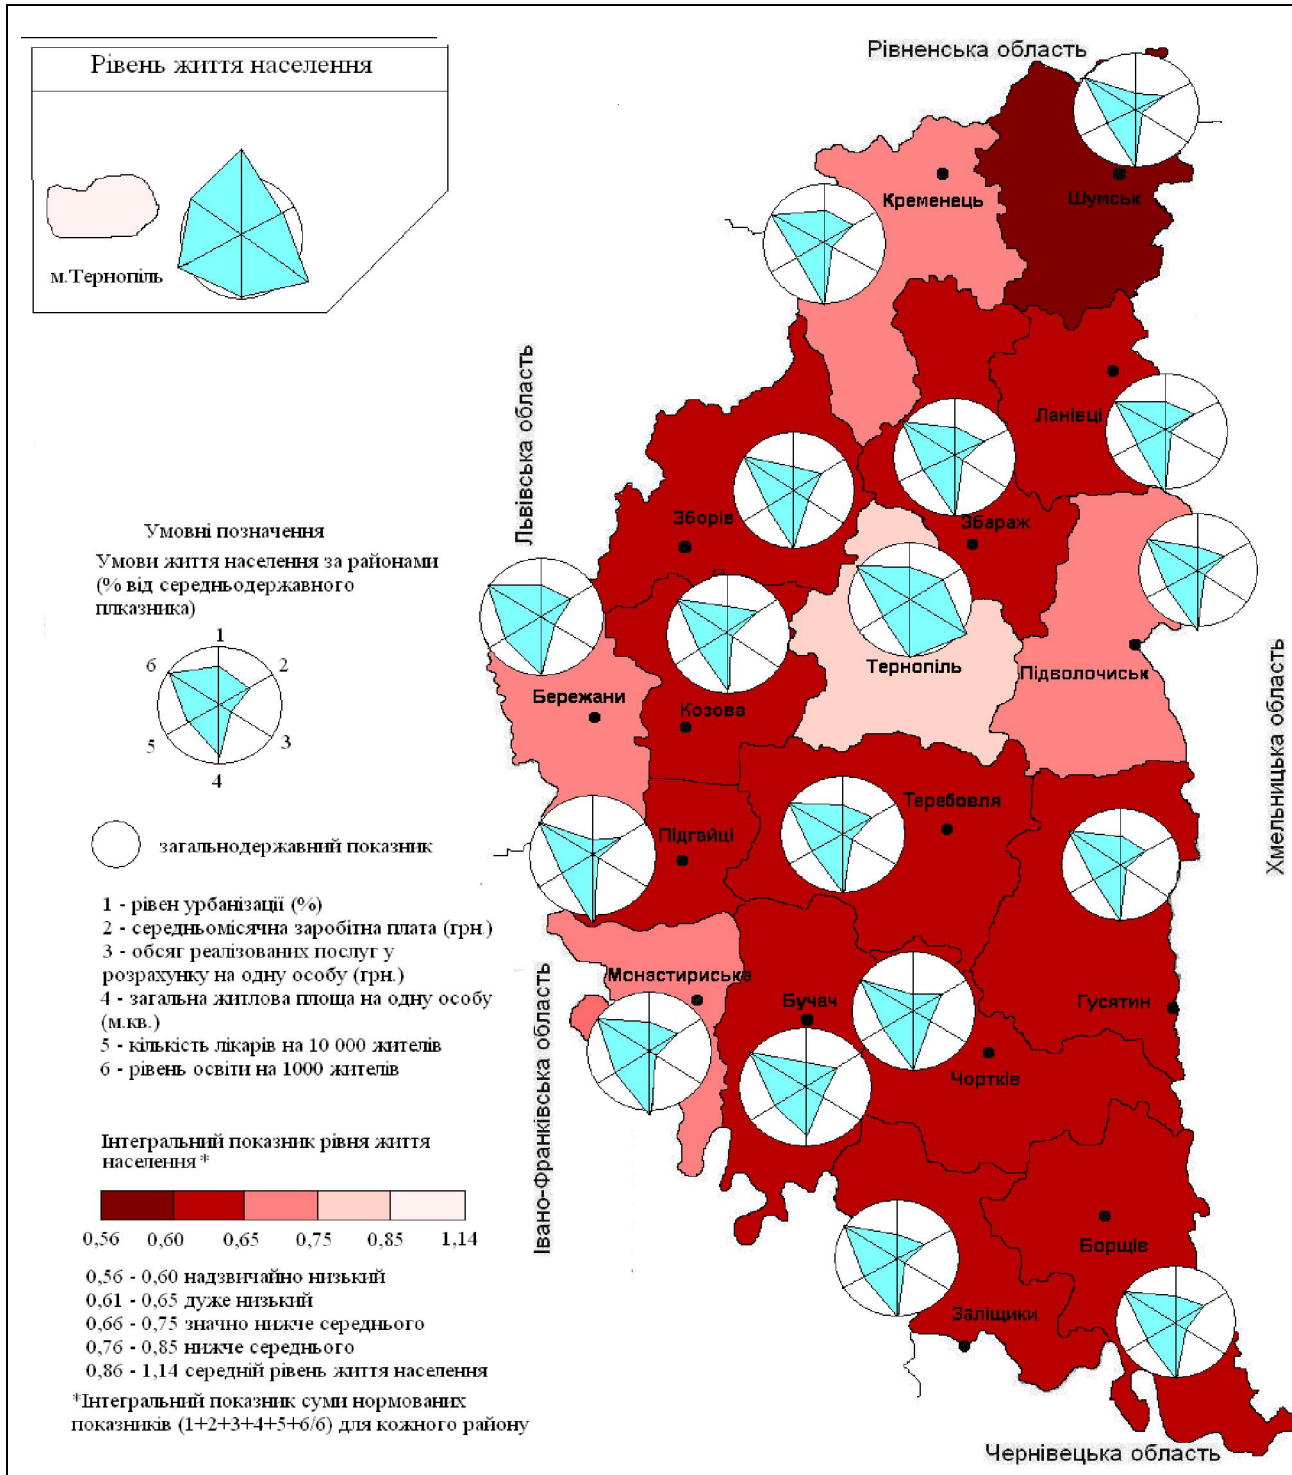 Рівень життя населення
м.Тернопіль
Рівненська область
Кременець
Шумськ
Львівська область
Ланівці
Зборів
Збараж
Умовні позначення
Умови життя населення за районами
(% від середньодержавного
плказника)
1
2
3
4
5
6
Тернопіль
Підволочиськ
Бережани
Козова
Хмельницька область
загальнодержавний показник
Підгайці
Теребовля
1 - рівен урбанізації (%)
2 - середньомісячна заробітна плата (грн.)
3 - обсяг реалізованих послуг у
розрахунку на одну особу (грн.)
4 - загальна житлова площа на одну особу
(м.кв.)
5 - кількість лікарів на 10 000 жителів
6 - рівень освіти на 1000 жителів
Івано-Франківська область
Монастириська
Бучач
Гусятин
Чортків
Інтегральний показник рівня життя
населення *
0,56 0,60 0,65 0,75 0,85 1,14
0,56 - 0,60 надзвичайно низький
0,61 - 0,65 дуже низький
0,66 - 0,75 значно нижче середнього
0,76 - 0,85 нижче середнього
0,86 - 1,14 середній рівень життя населення
*Інтегральний показник суми нормованих
показників (1+2+3+4+5+6/6) для кожного району
Борщів
Заліщики
Чернівецька область